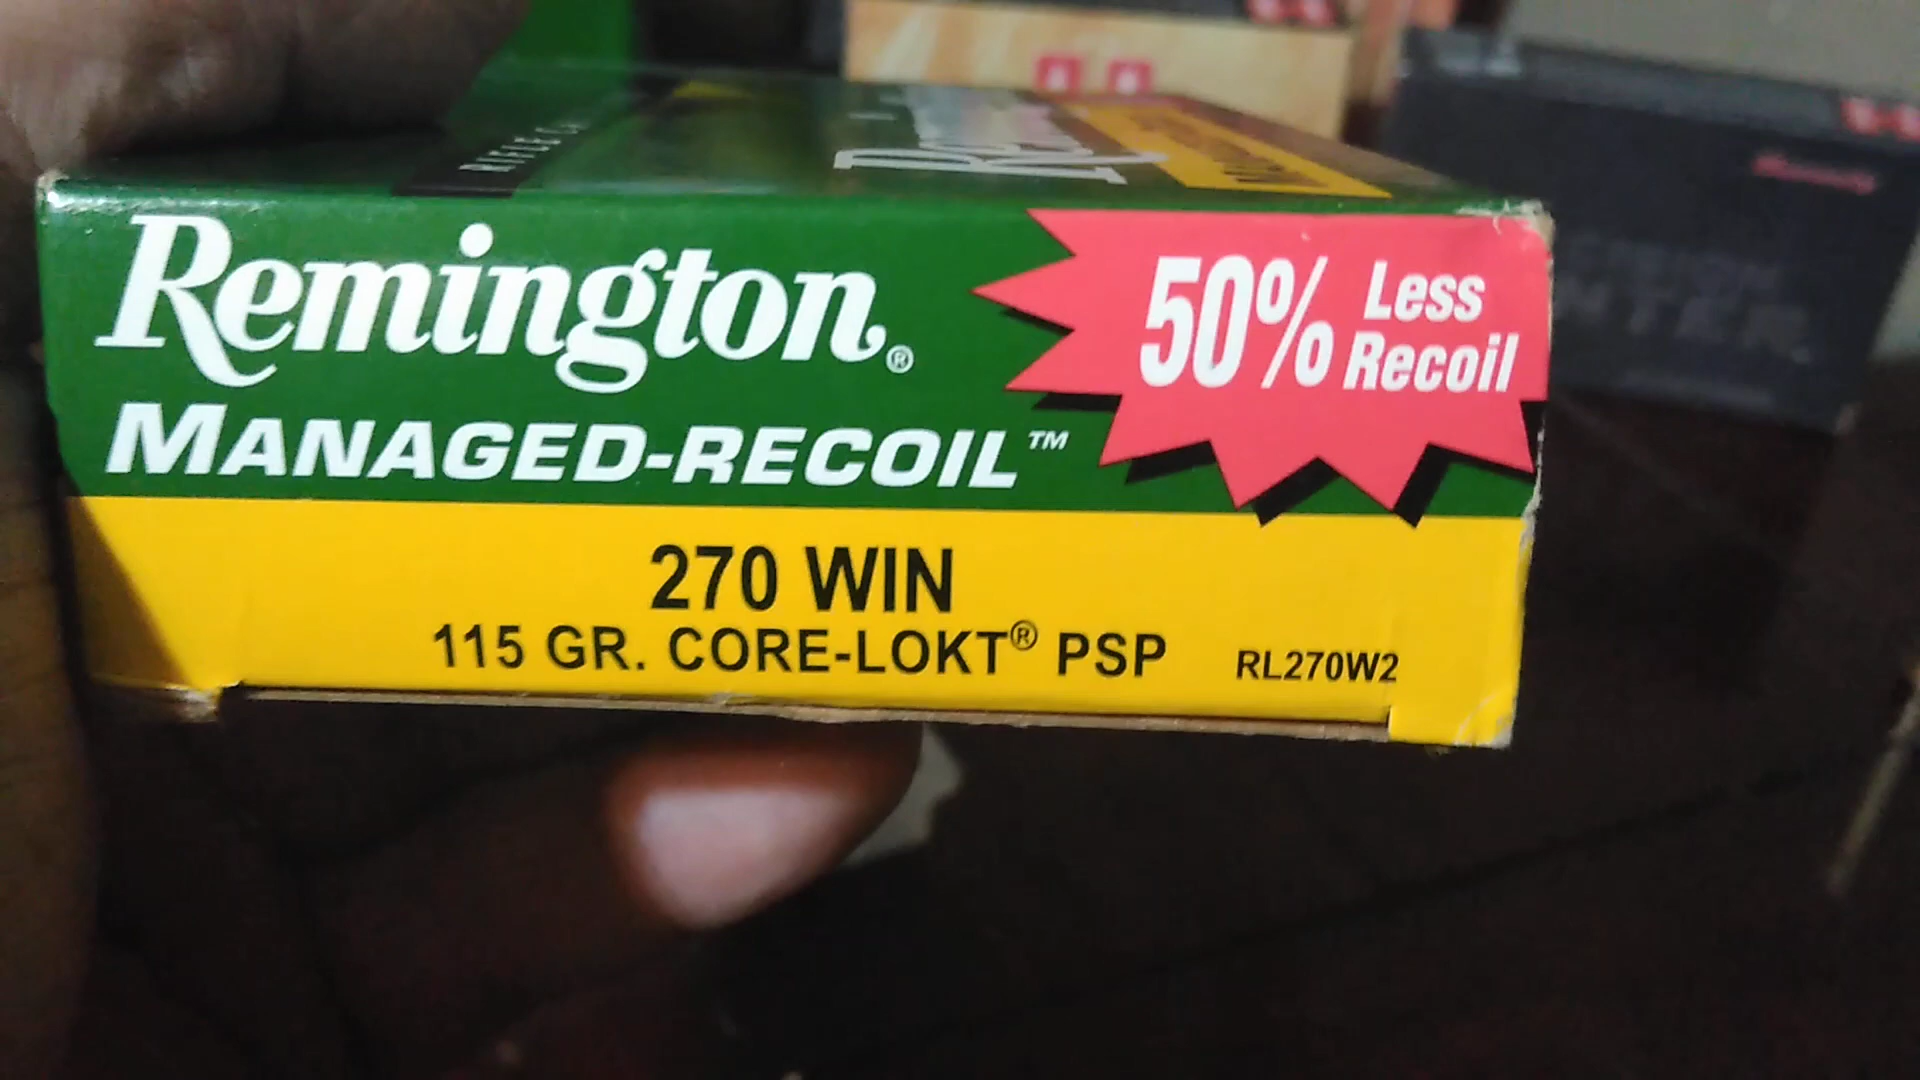 Remington®
MANAGED-RECOIL™
50% Less
Recoil
270 WIN
115 GR. CORE-LOKT® PSP
RL270W2